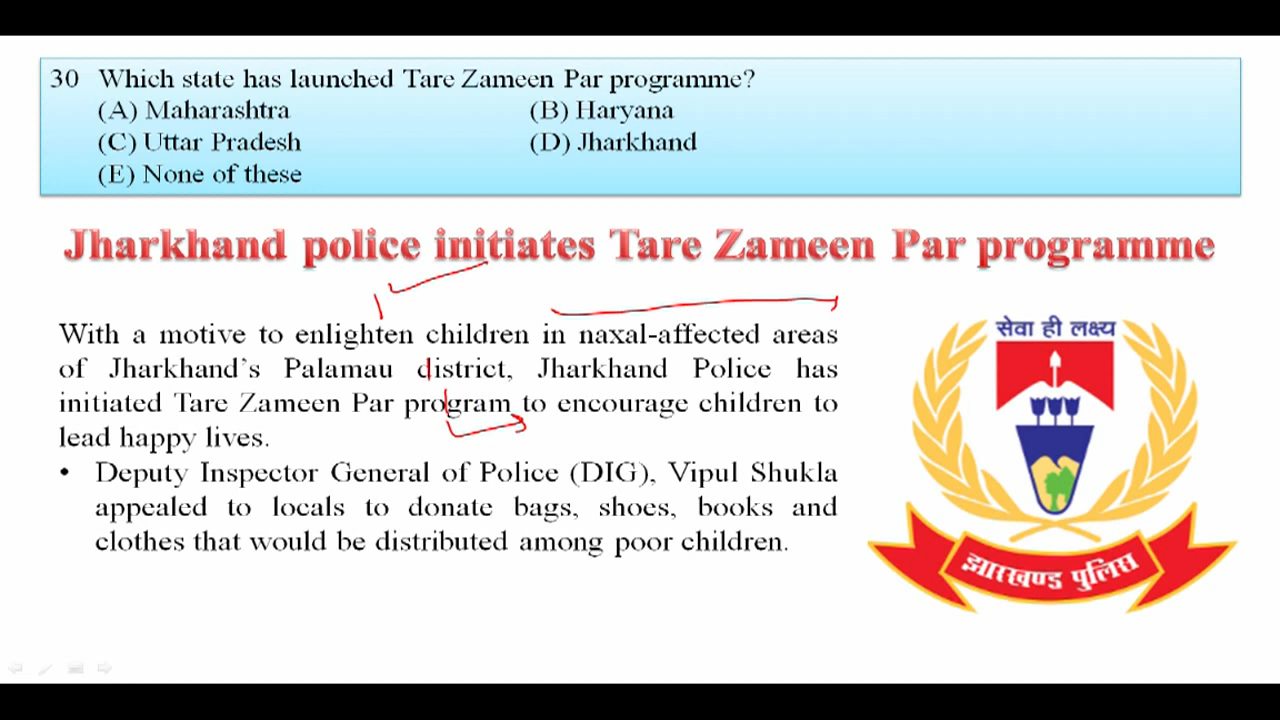 30 Which state has launched Tare Zameen Par programme?
(A) Maharashtra (B) Haryana
(C) Uttar Pradesh (D) Jharkhand
(E) None of these
Jharkhand police initiates Tare Zameen Par programme
With a motive to enlighten children in naxal-affected areas
of Jharkhand’s Palamau district, Jharkhand Police has
initiated Tare Zameen Par program to encourage children to
lead happy lives.
• Deputy Inspector General of Police (DIG), Vipul Shukla
appealed to locals to donate bags, shoes, books and
clothes that would be distributed among poor children.
सेवा ही लक्ष्य
झारखण्ड पुलिस